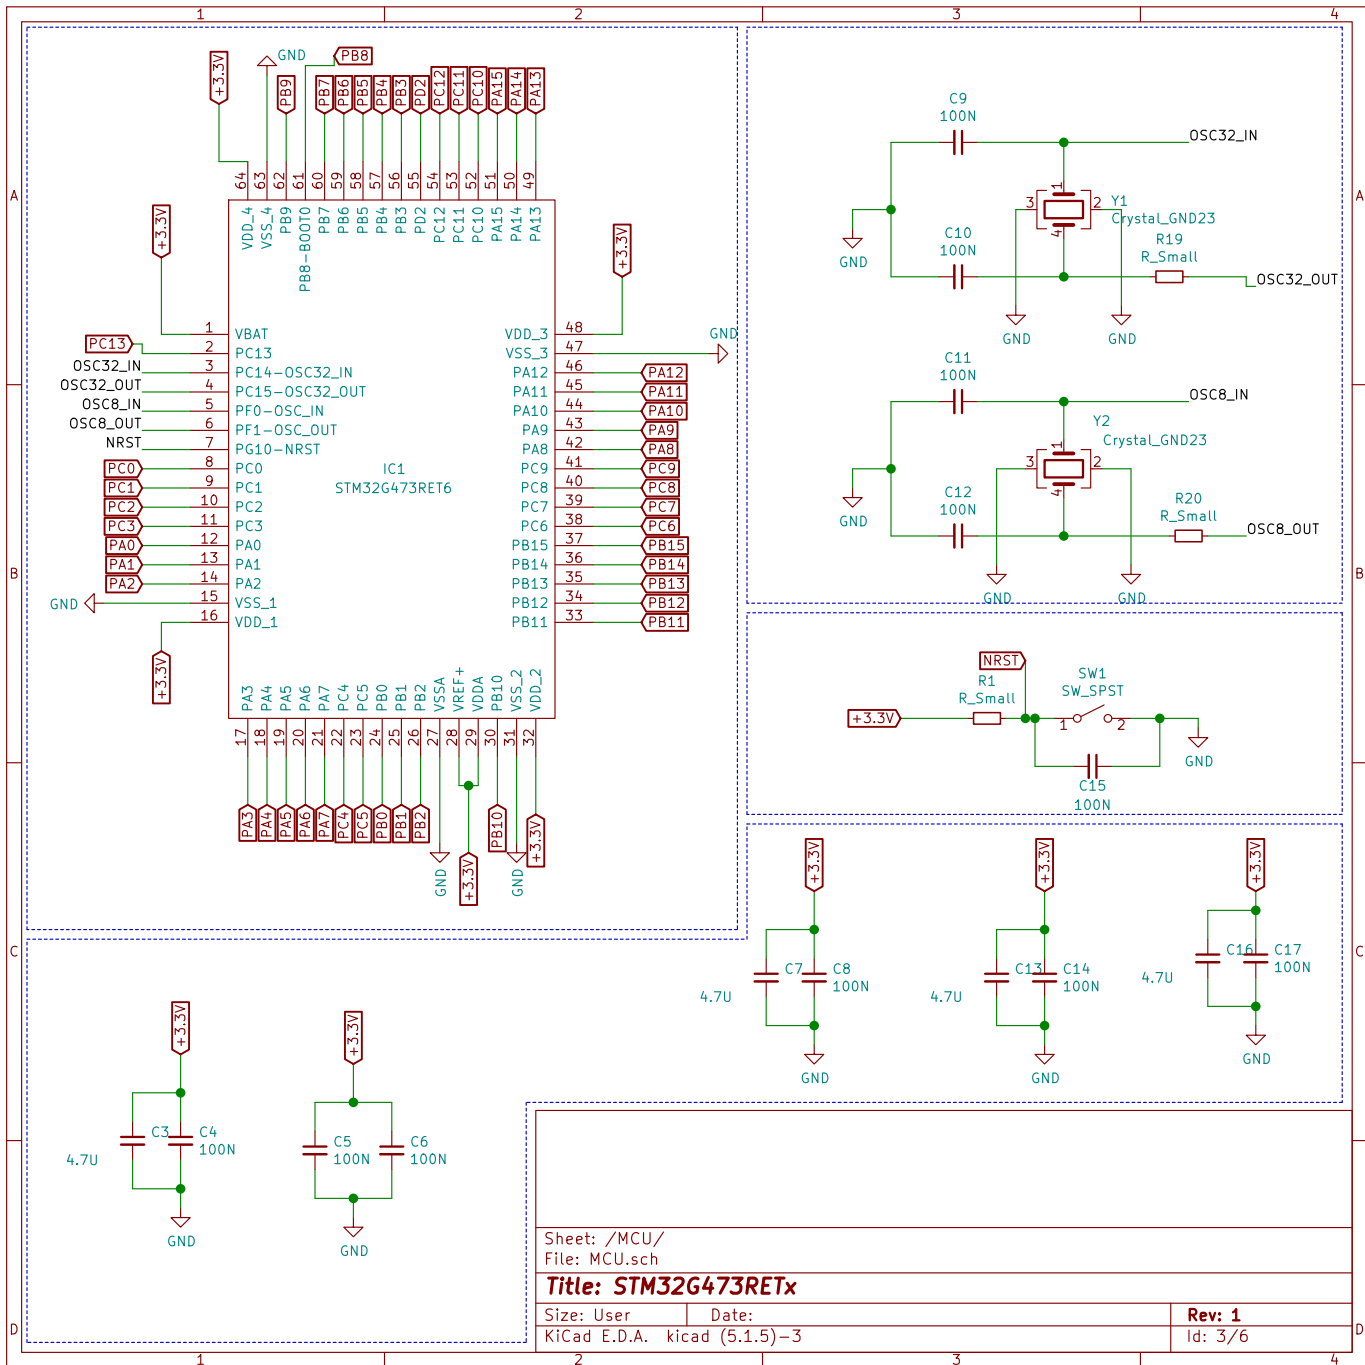 1 2 3 4
A
B
C
D
A
B
C
D
1 2 3 4
+3.3V
GND
PB8
PB9
PB7
PB6
PB5
PB4
PB3
PD2
PC12
PC11
PC10
PA15
PA14
PA13
64 63 62 61 60 59 58 57 56 55 54 53 52 51 50 49
VDD_4
VSS_4
PB9
PB8-BOOT0
PB7
PB6
PB5
PB4
PB3
PD2
PC12
PC11
PC10
PA15
PA14
PA13
+3.3V
+3.3V
GND
1 VBAT
PC13 2 PC13
OSC32_IN 3 PC14-OSC32_IN
OSC32_OUT 4 PC15-OSC32_OUT
OSC8_IN 5 PF0-OSC_IN
OSC8_OUT 6 PF1-OSC_OUT
NRST 7 PG10-NRST
PC0 8 PC0
PC1 9 PC1
PC2 10 PC2
PC3 11 PC3
PA0 12 PA0
PA1 13 PA1
PA2 14 PA2
GND 15 VSS_1
16 VDD_1
+3.3V
IC1
STM32G473RET6
VDD_3 48
VSS_3 47
PA12 46 PA12
PA11 45 PA11
PA10 44 PA10
PA9 43 PA9
PA8 42 PA8
PC9 41 PC9
PC8 40 PC8
PC7 39 PC7
PC6 38 PC6
PB15 37 PB15
PB14 36 PB14
PB13 35 PB13
PB12 34 PB12
PB11 33 PB11
PA3
PA4
PA5
PA6
PA7
PC4
PC5
PB0
PB1
PB2
VSSA
VREF+
VDDA
PB10
VSS_2
VDD_2
17 18 19 20 21 22 23 24 25 26 27 28 29 30 31 32
PA3
PA4
PA5
PA6
PA7
PC4
PC5
PB0
PB1
PB2
GND
+3.3V
PB10
GND
+3.3V
C9
100N
OSC32_IN
1
3 2
4
Y1
Crystal_GND23
C10
100N
R19
R_Small
OSC32_OUT
GND
GND
GND
C11
100N
OSC8_IN
1
3 2
4
Y2
Crystal_GND23
C12
100N
R20
R_Small
OSC8_OUT
GND
GND
GND
NRST
R1
R_Small
+3.3V
SW1
SW_SPST
1 2
C15
100N
GND
+3.3V
C7
4.7U
C8
100N
GND
+3.3V
C13
4.7U
C14
100N
GND
+3.3V
C16
4.7U
C17
100N
GND
+3.3V
C3
4.7U
C4
100N
GND
+3.3V
C5
100N
C6
100N
GND
Sheet: /MCU/
File: MCU.sch
Title: STM32G473RETx
Size: User Date: Rev: 1
KiCad E.D.A. kicad (5.1.5)-3 Id: 3/6